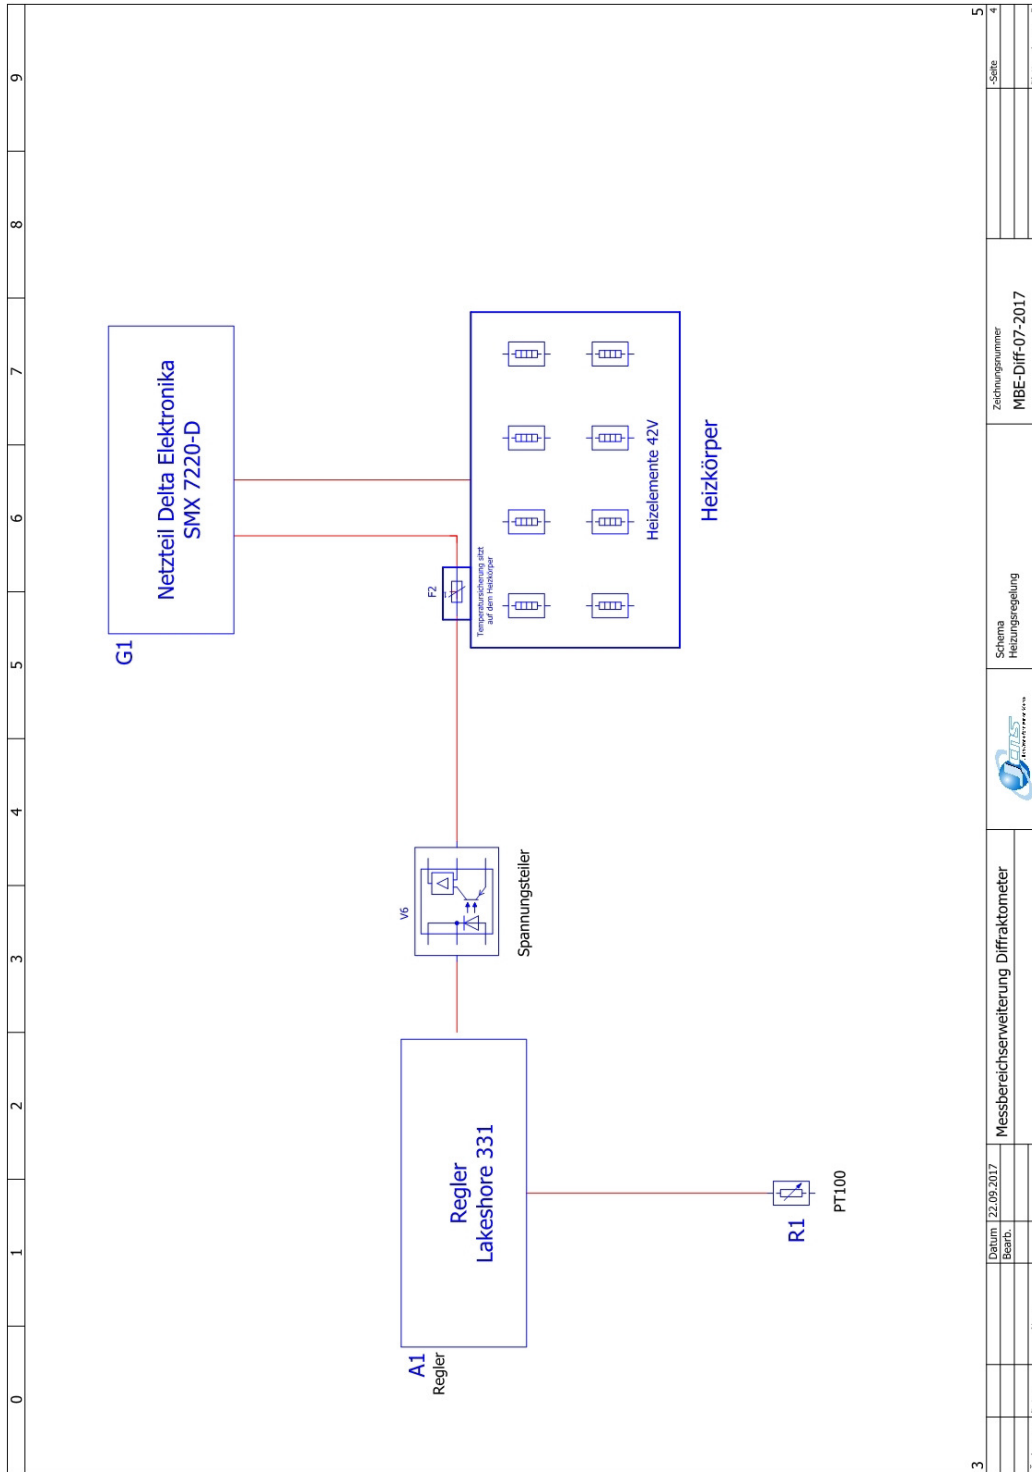 0
1
2
3
4
5
6
7
8
9
Netzteil Delta Elektronika
SMX 7220-D
G1
F2
Temperatursicherung sitzt
auf dem Heizkörper
Heizelemente 42V
Heizkörper
V6
Spannungsteiler
Regler
Lakeshore 331
A1
Regler
R1
PT100
3
5
Datum
22.09.2017
Bearb.
Messbereichserweiterung Diffraktometer
Jcns
Schema
Heizungsregelung
Zeichnungsnummer
MBE-Diff-07-2017
-Seite
4